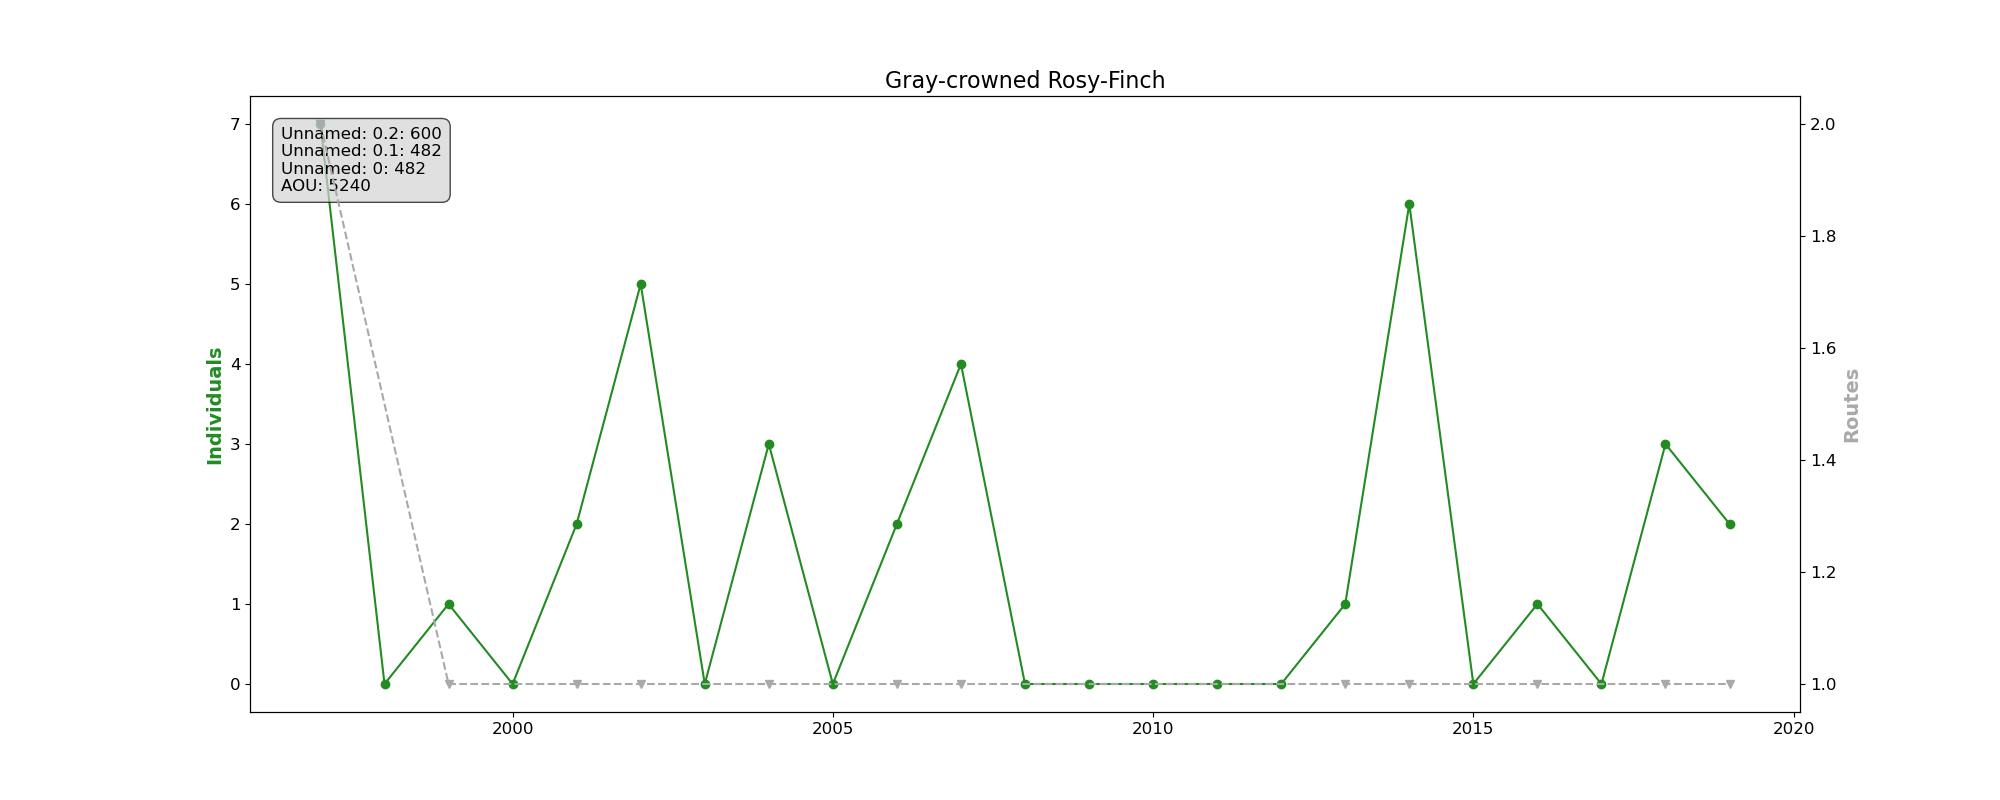 Gray-crowned Rosy-Finch
Unnamed: 0.2: 600
Unnamed: 0.1: 482
Unnamed: 0: 482
AOU: 5240
Individuals
7
6
5
4
3
2
1
0
2.0
1.8
1.6
1.4
1.2
1.0
Routes
2000
2005
2010
2015
2020